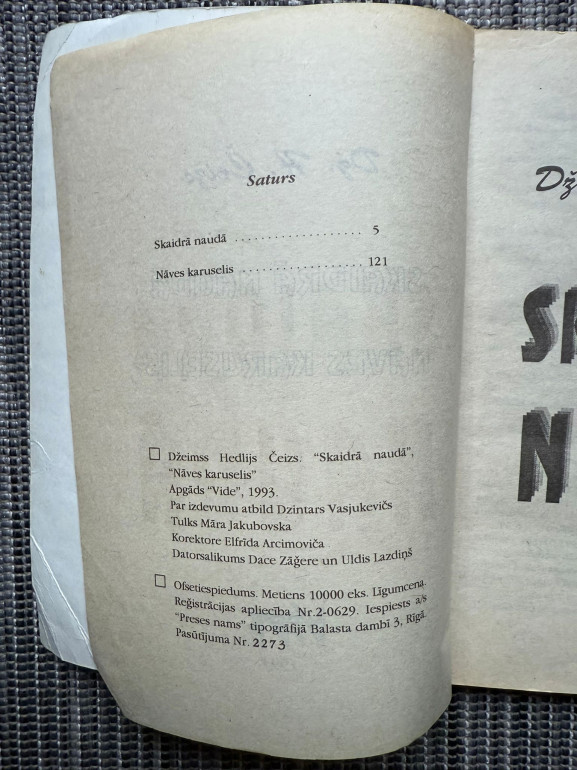 Saturs
Skaidrā naudā ................... 5
Nāves karuselis .................. 121
☐ Džeimss Hedlijs Čeizs. "Skaidrā naudā",
"Nāves karuselis"
Apgāds "Vide", 1993.
Par izdevumu atbild Dzintars Vasjukevičs
Tulks Māra Jakubovska
Korektore Elfrīda Arcimoviča
Datorsalikums Dace Zāģere un Uldis Lazdiņš
☐ Ofsetiespiedums. Metiens 10000 eks. Līgumcena.
Reģistrācijas apliecība Nr.2-0629. Iespiests a/s
"Preses nams" tipogrāfijā Balasta dambī 3, Rīgā.
Pasūtījuma Nr. 2273
Dž
N